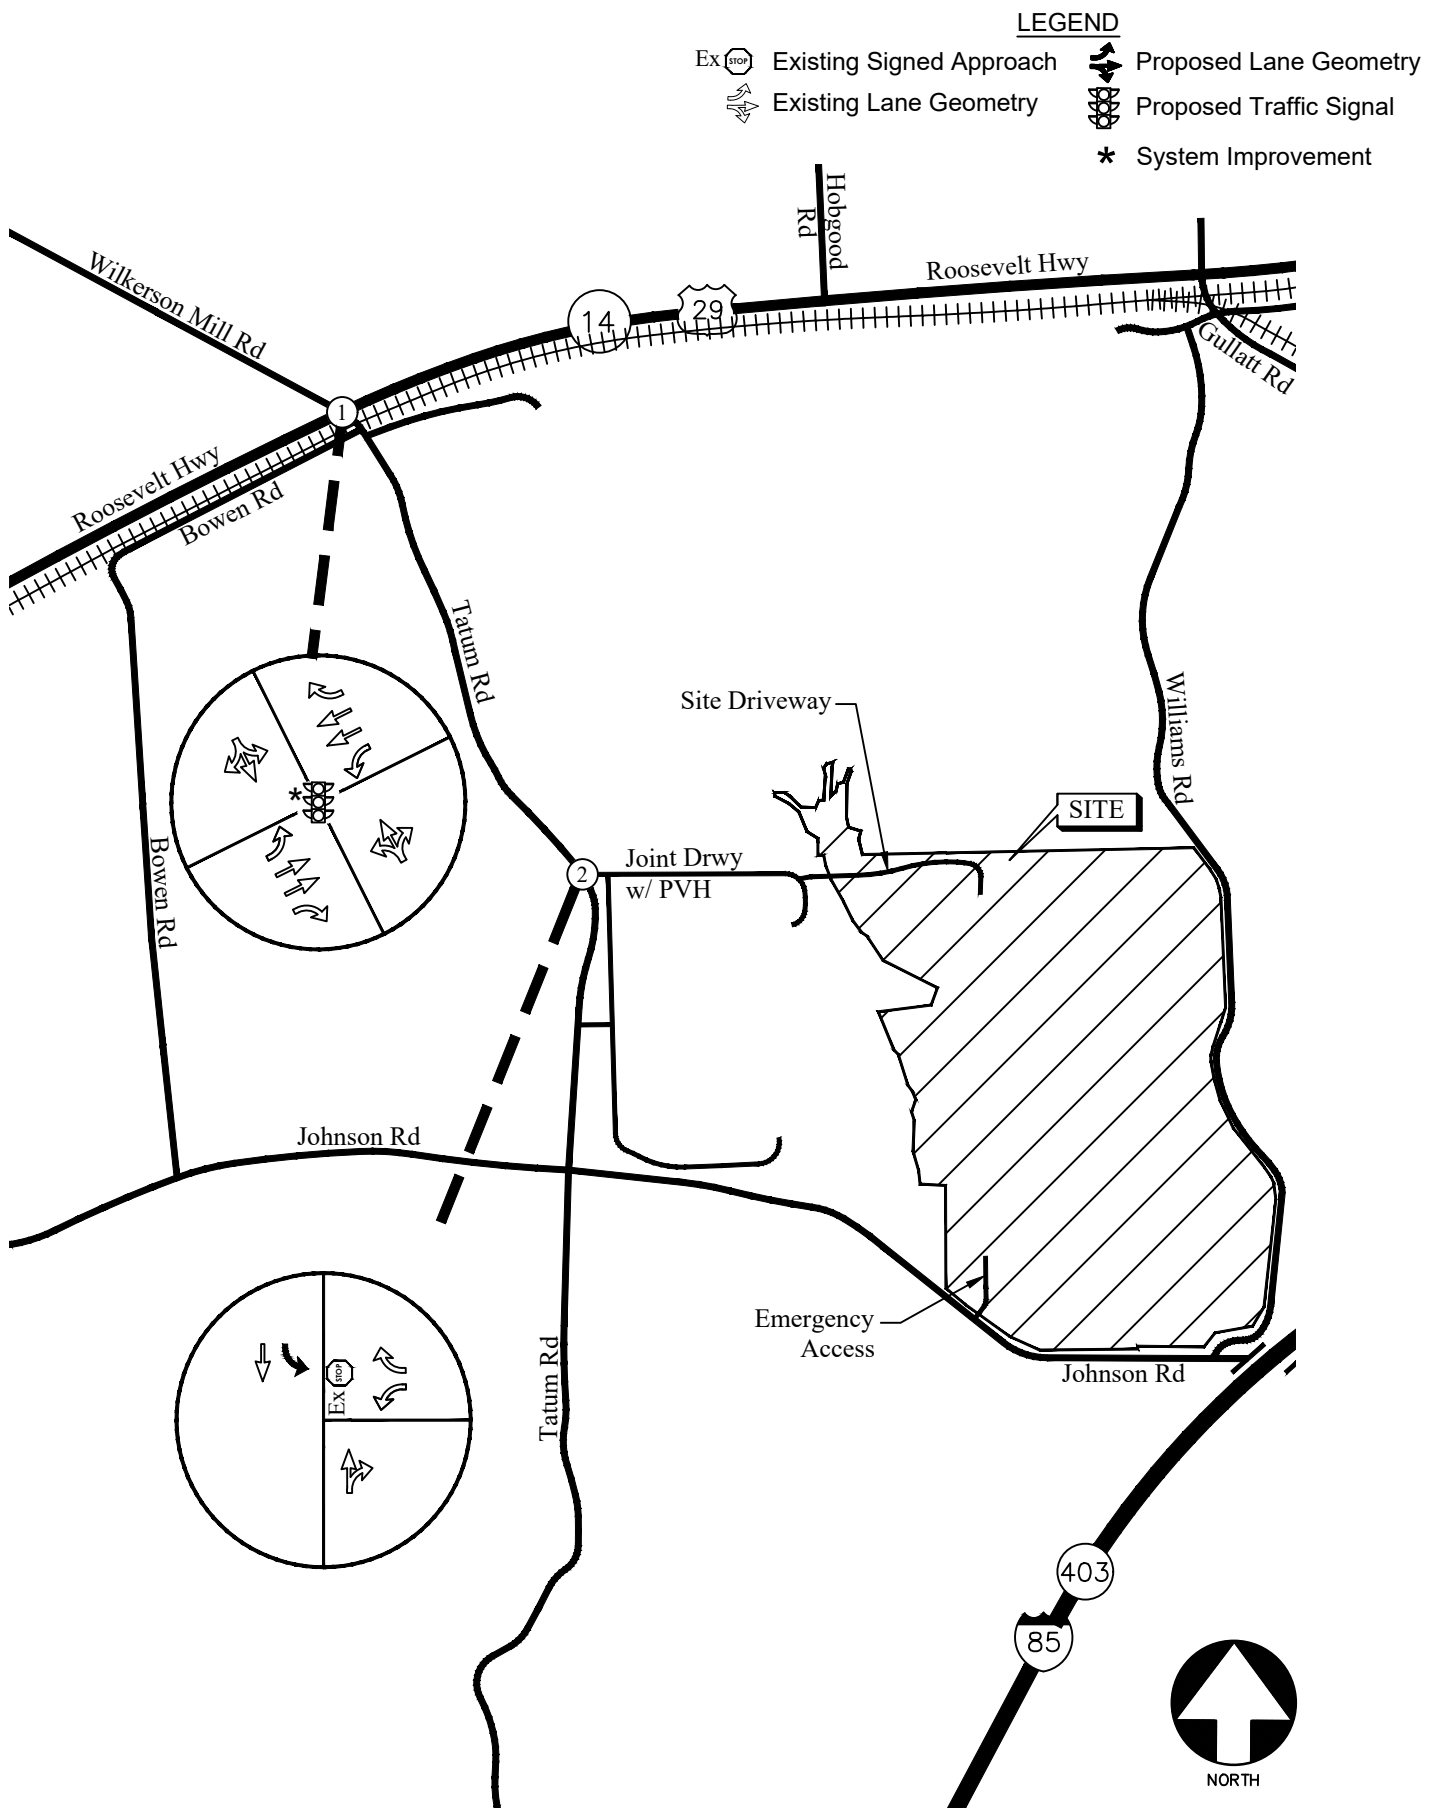 LEGEND
Ex STOP Existing Signed Approach
Proposed Lane Geometry
Existing Lane Geometry
Proposed Traffic Signal
* System Improvement
Hobgood
Rd
Wilkerson Mill Rd
Roosevelt Hwy
14
29
Gullatt Rd
1
Roosevelt Hwy
Bowen Rd
Tatum Rd
Williams Rd
Site Driveway
*
SITE
Bowen Rd
2
Joint Drwy
w/ PVH
Johnson Rd
Emergency
Access
Tatum Rd
Johnson Rd
STOP
Ex
403
85
NORTH